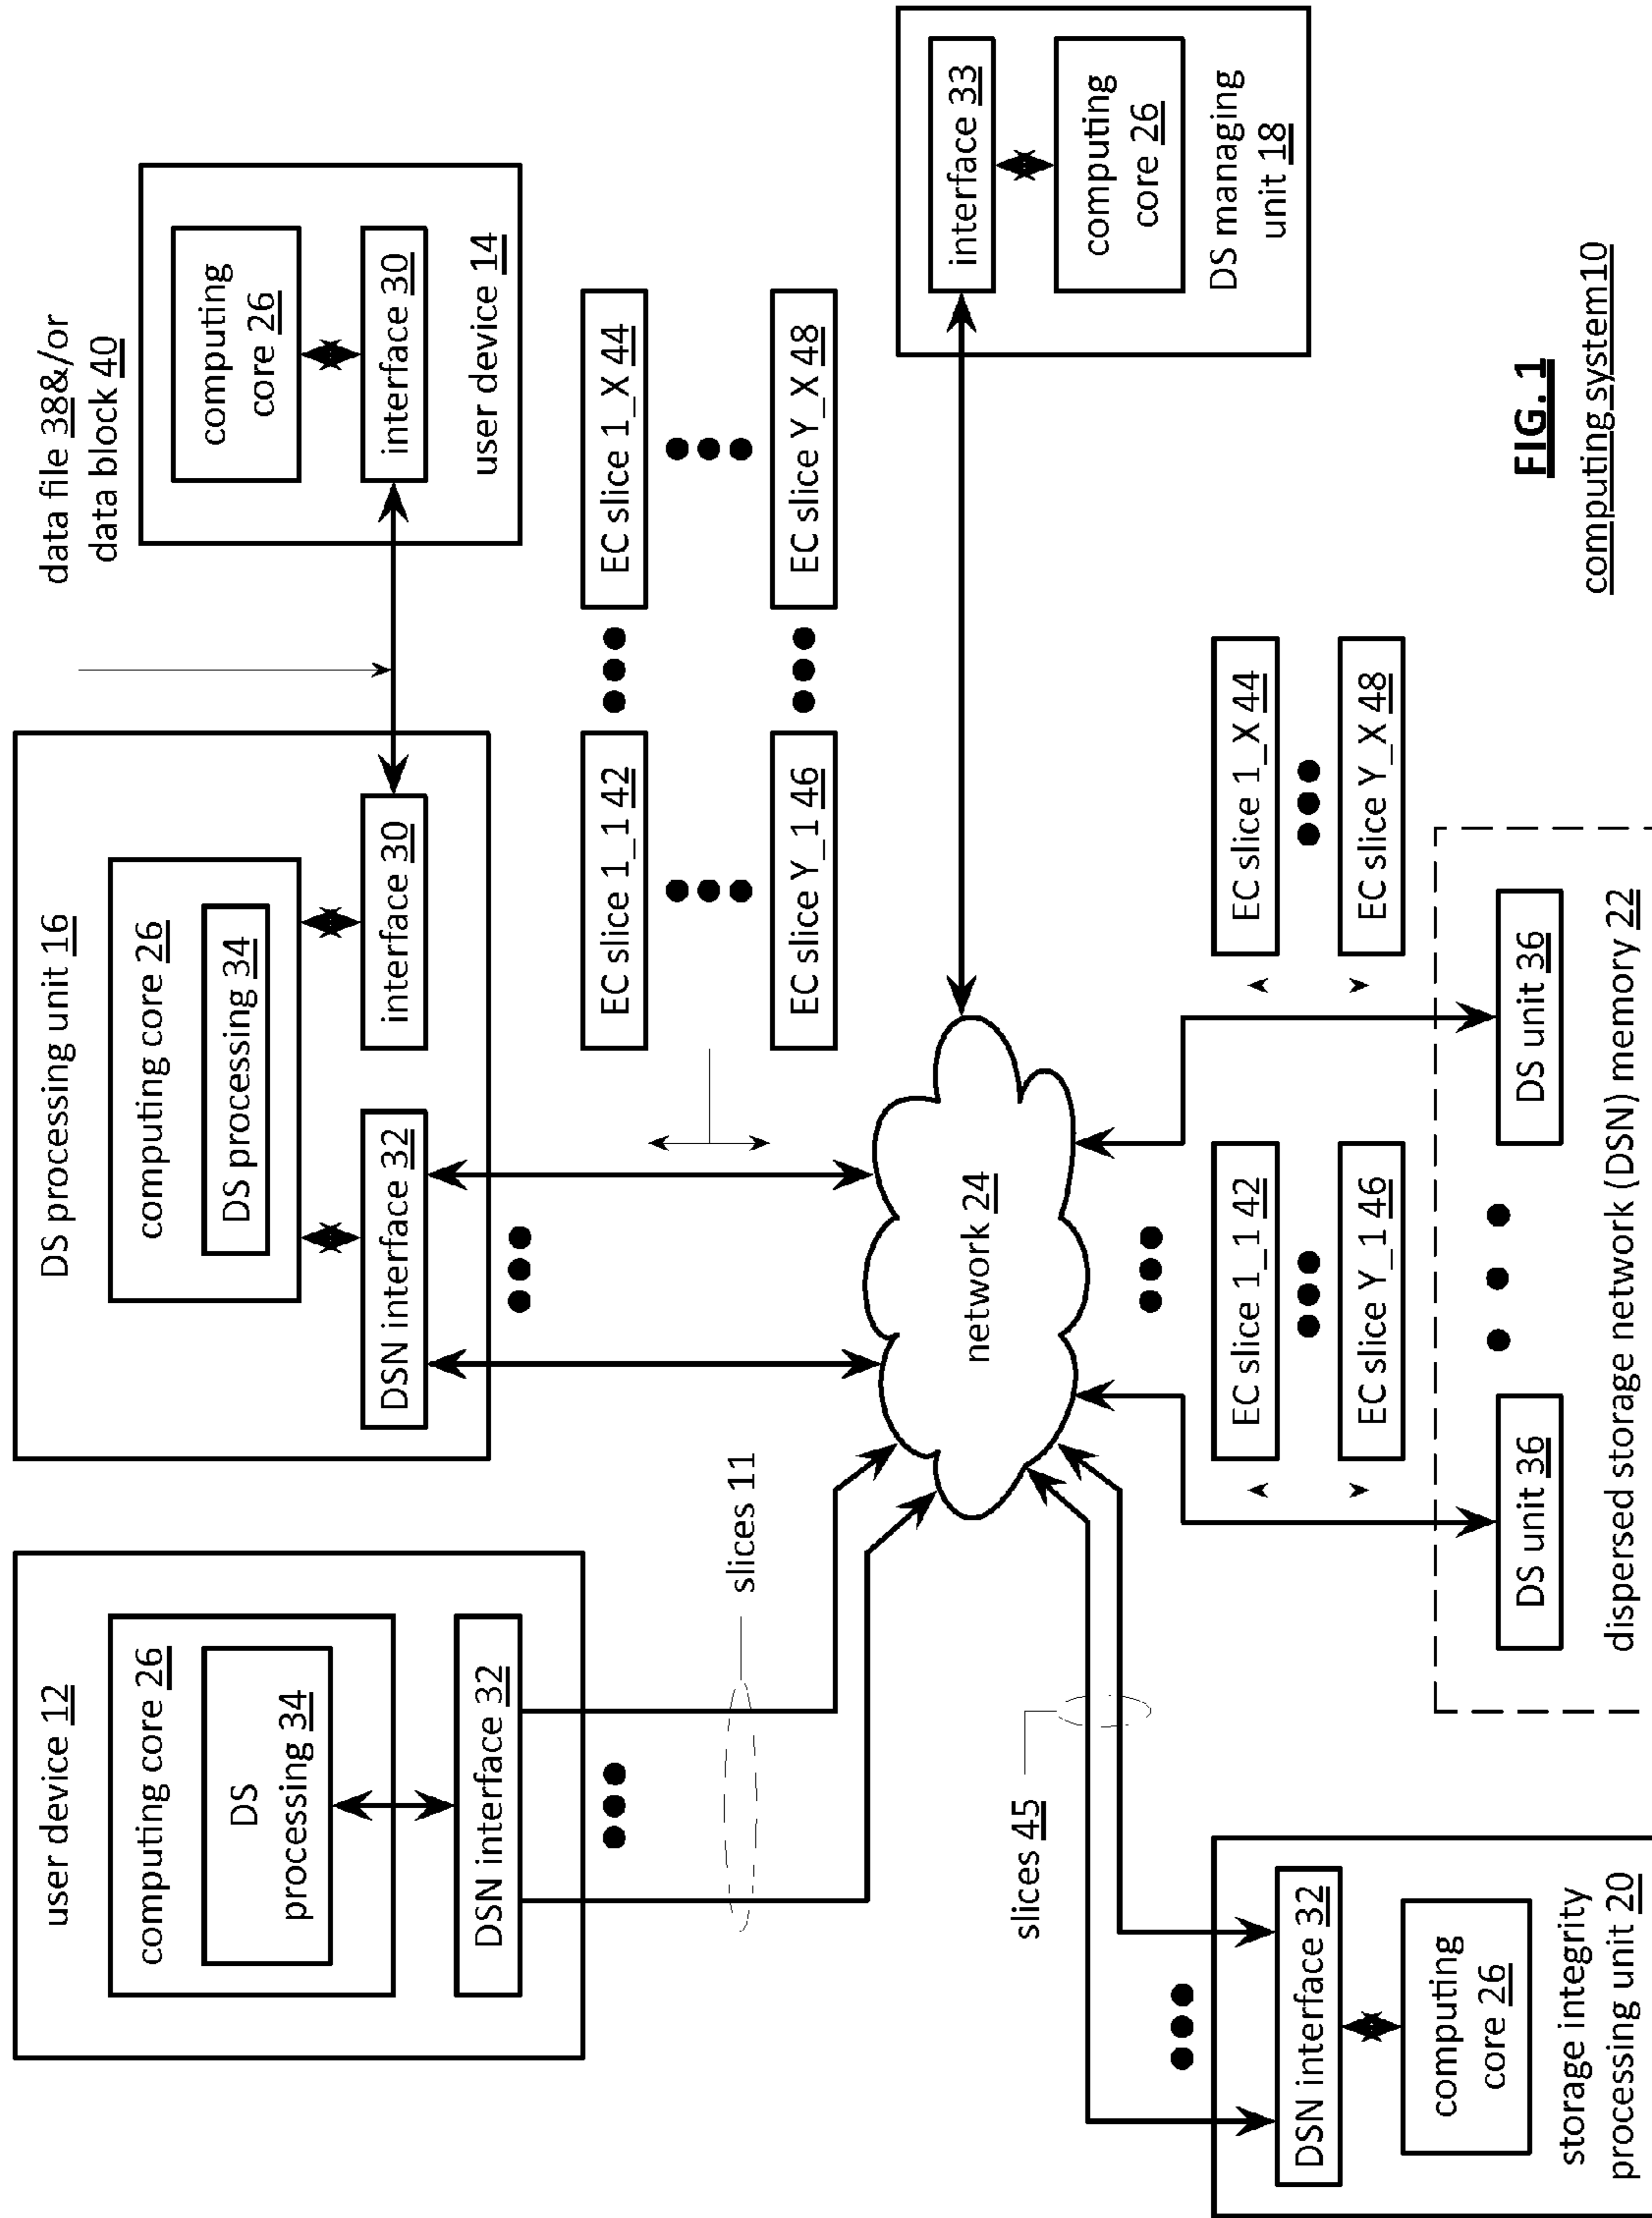 user device 12
computing core 26
DS
processing 34
DSN interface 32
slices 11
DS processing unit 16
computing core 26
DS processing 34
DSN interface 32
interface 30
data file 38&/or
data block 40
computing
core 26
interface 30
user device 14
EC slice 1_1 42
EC slice 1_X 44
EC slice Y_1 46
EC slice Y_X 48
network 24
interface 33
computing
core 26
DS managing
unit 18
slices 45
DSN interface 32
computing
core 26
storage integrity
processing unit 20
EC slice 1_1 42
EC slice Y_1 46
EC slice 1_X 44
EC slice Y_X 48
DS unit 36
DS unit 36
dispersed storage network (DSN) memory 22
FIG. 1
computing system10